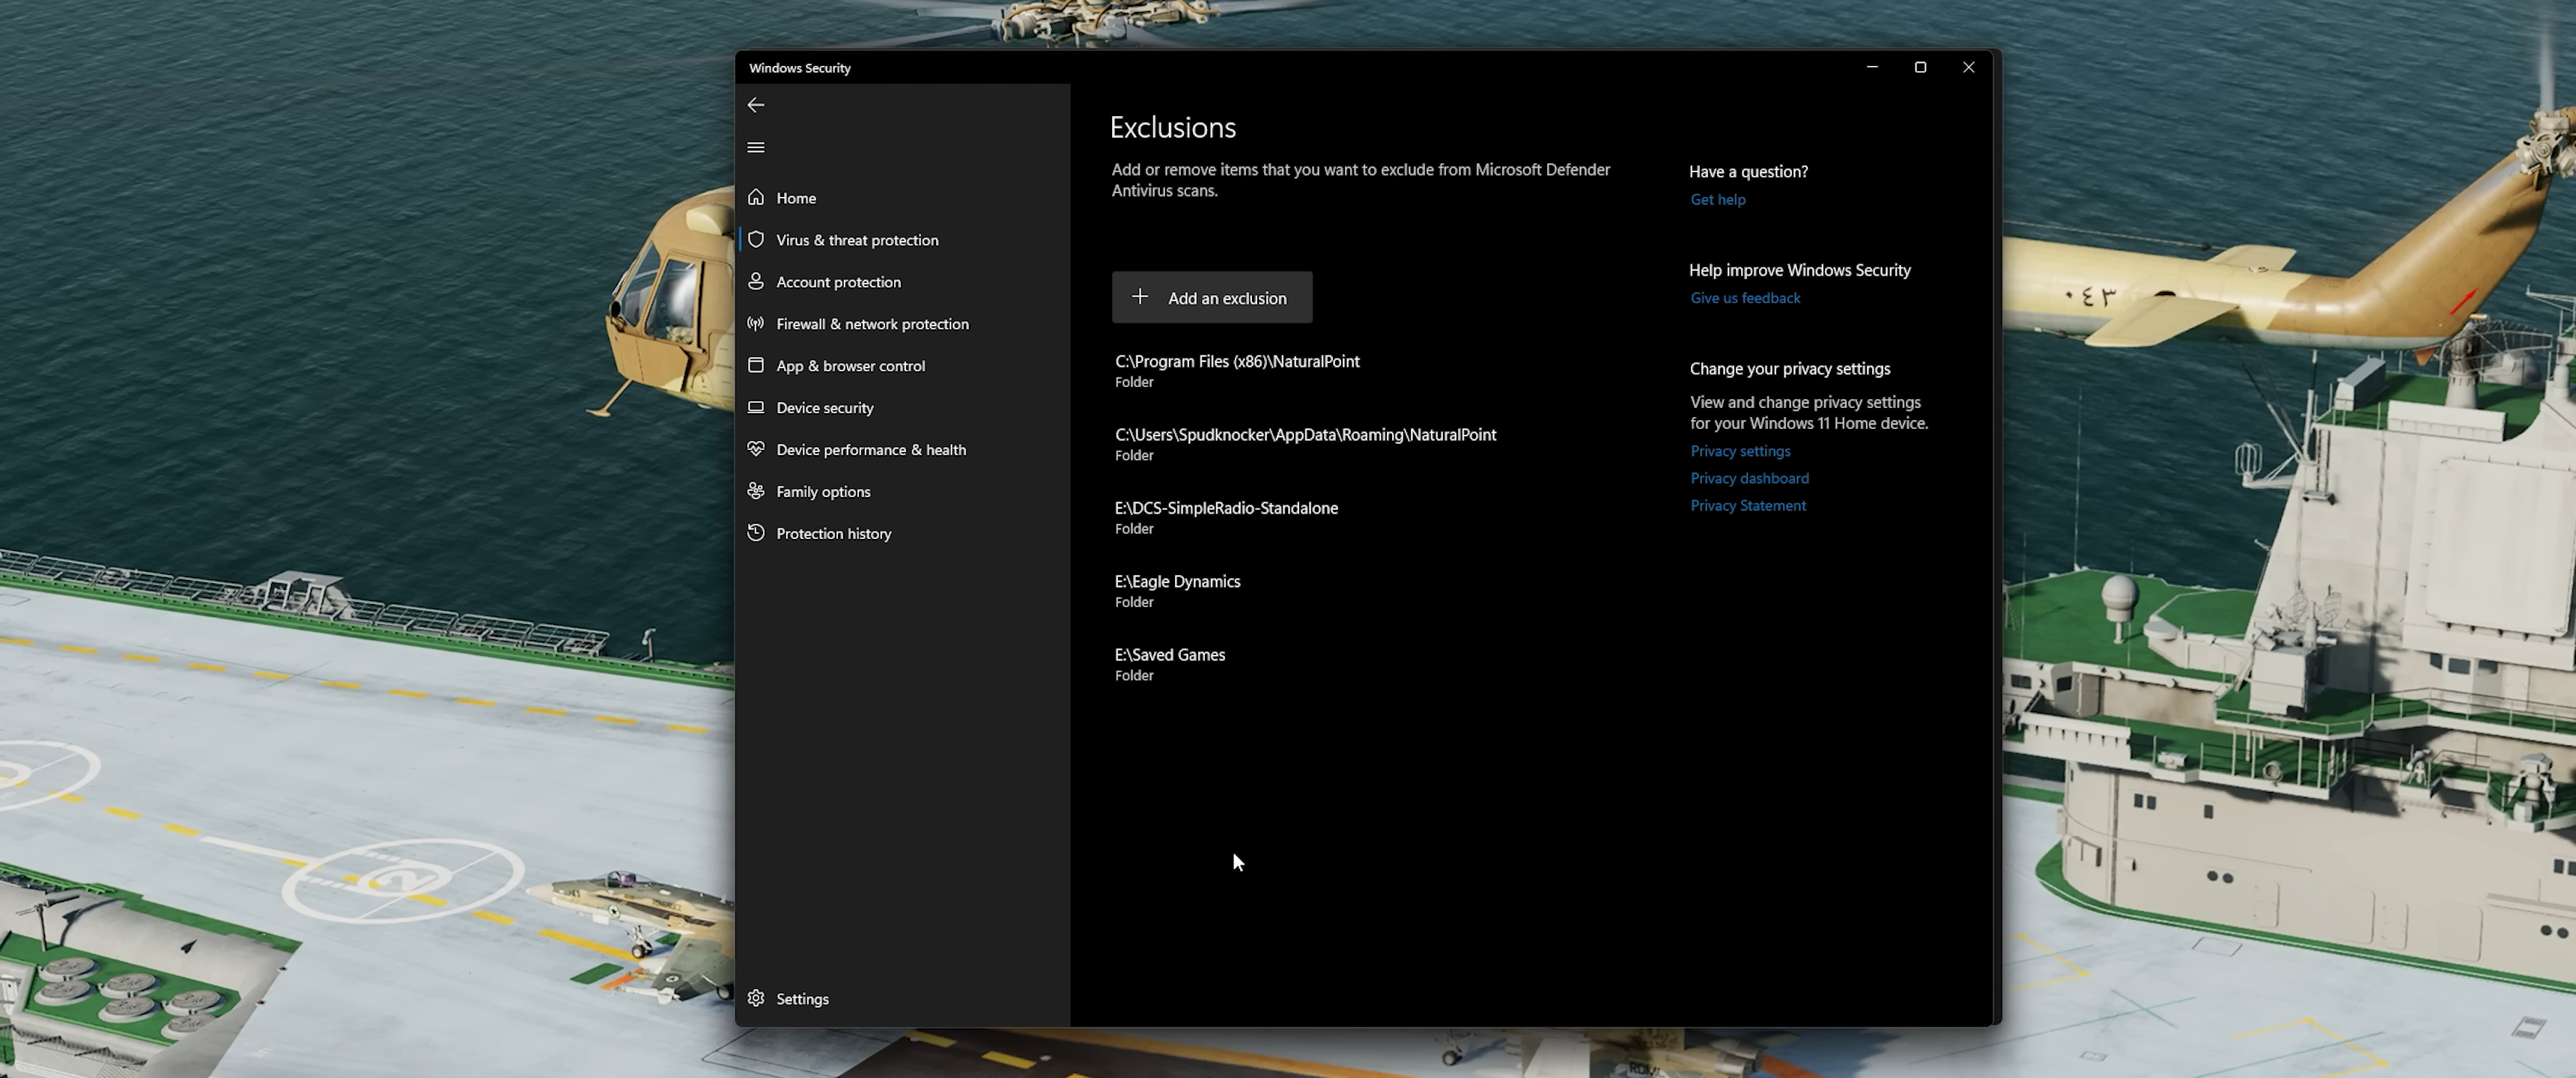 Windows Security
Exclusions
Add or remove items that you want to exclude from Microsoft Defender
Antivirus scans.
Add an exclusion
C:\Program Files (x86)\NaturalPoint
Folder
C:\Users\Spudknocker\AppData\Roaming\NaturalPoint
Folder
E:\DCS-SimpleRadio-Standalone
Folder
E:\Eagle Dynamics
Folder
E:\Saved Games
Folder
Home
Virus & threat protection
Account protection
Firewall & network protection
App & browser control
Device security
Device performance & health
Family options
Protection history
Settings
Have a question?
Get help
Help improve Windows Security
Give us feedback
Change your privacy settings
View and change privacy settings
for your Windows 11 Home device.
Privacy settings
Privacy dashboard
Privacy Statement
٠٤٣
2